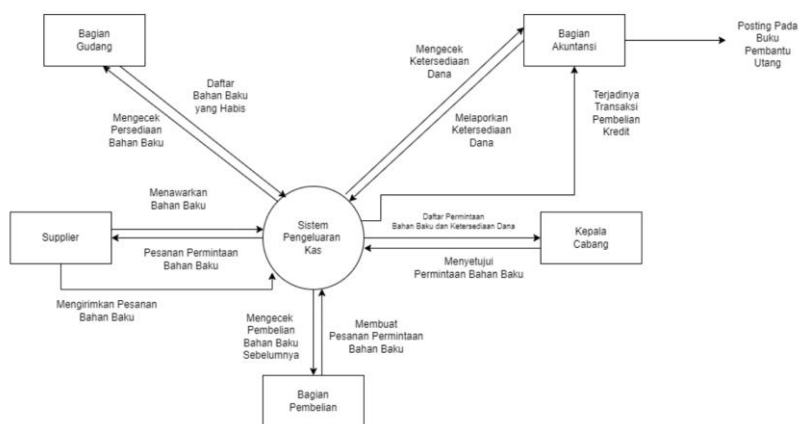 Bagian
Gudang
Bagian
Akuntansi
Posting Pada
Buku
Pembantu
Utang
Mengecek
Ketersediaan
Dana
Daftar
Bahan Baku
yang Habis
Mengecek
Persediaan
Bahan Baku
Melaporkan
Ketersediaan
Dana
Terjadinya
Transaksi
Pembelian
Kredit
Menawarkan
Bahan Baku
Supplier
Sistem
Pengeluaran
Kas
Daftar Permintaan
Bahan Baku dan Ketersediaan Dana
Kepala
Cabang
Pesanan Permintaan
Bahan Baku
Menyetujui
Permintaan Bahan Baku
Mengirimkan Pesanan
Bahan Baku
Mengecek
Pembelian
Bahan Baku
Sebelumnya
Membuat
Pesanan Permintaan
Bahan Baku
Bagian
Pembelian